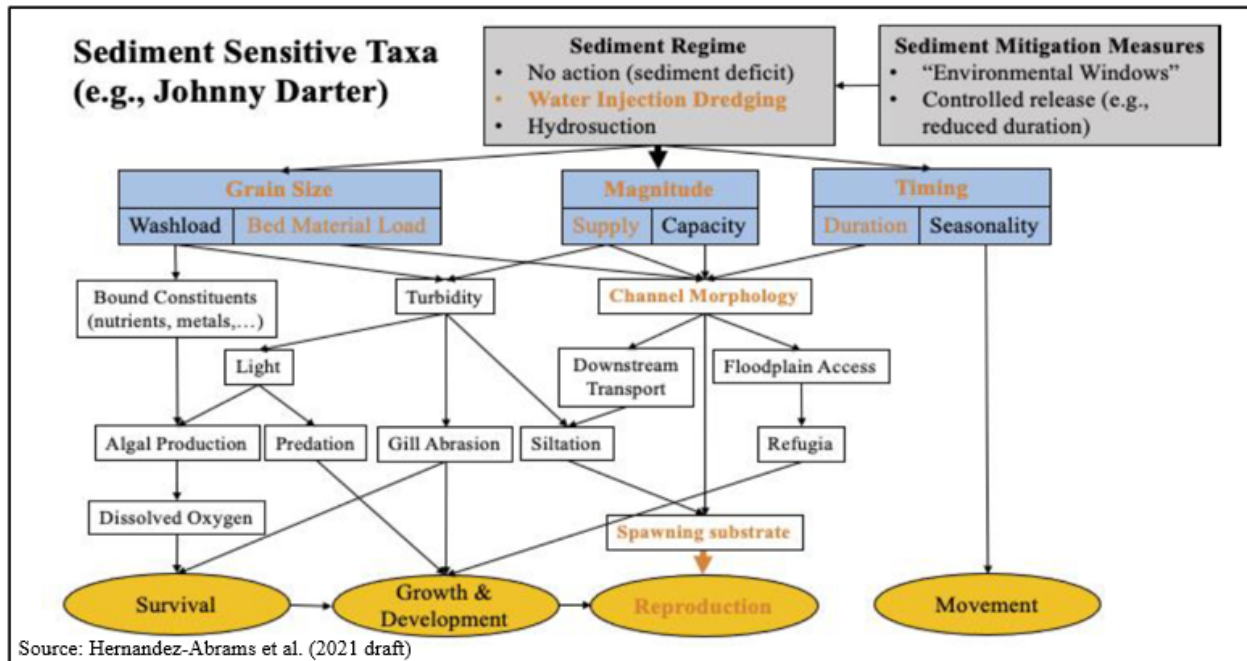 Sediment Sensitive Taxa
(e.g., Johnny Darter)
Sediment Regime
• No action (sediment deficit)
• Water Injection Dredging
• Hydrosuction
Sediment Mitigation Measures
• “Environmental Windows”
• Controlled release (e.g.,
reduced duration)
Grain Size
Washload
Bed Material Load
Magnitude
Supply
Capacity
Timing
Duration
Seasonality
Bound Constituents
(nutrients, metals,…)
Turbidity
Channel Morphology
Light
Downstream
Transport
Floodplain Access
Algal Production
Predation
Gill Abrasion
Siltation
Refugia
Dissolved Oxygen
Spawning substrate
Survival
Growth &
Development
Reproduction
Movement
Source: Hernandez-Abrams et al. (2021 draft)